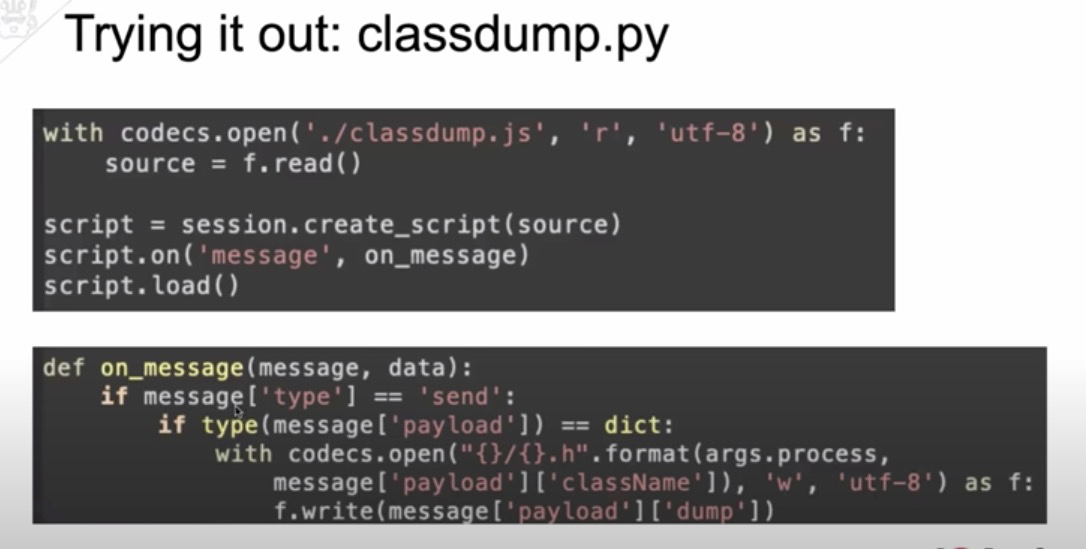 Trying it out: classdump.py
with codecs.open('./classdump.js', 'r', 'utf-8') as f:
    source = f.read()
script = session.create_script(source)
script.on('message', on_message)
script.load()
def on_message(message, data):
    if message['type'] == 'send':
        if type(message['payload']) == dict:
            with codecs.open("{}/{}.h".format(args.process,
                message['payload']['className']), 'w', 'utf-8') as f:
                f.write(message['payload']['dump'])